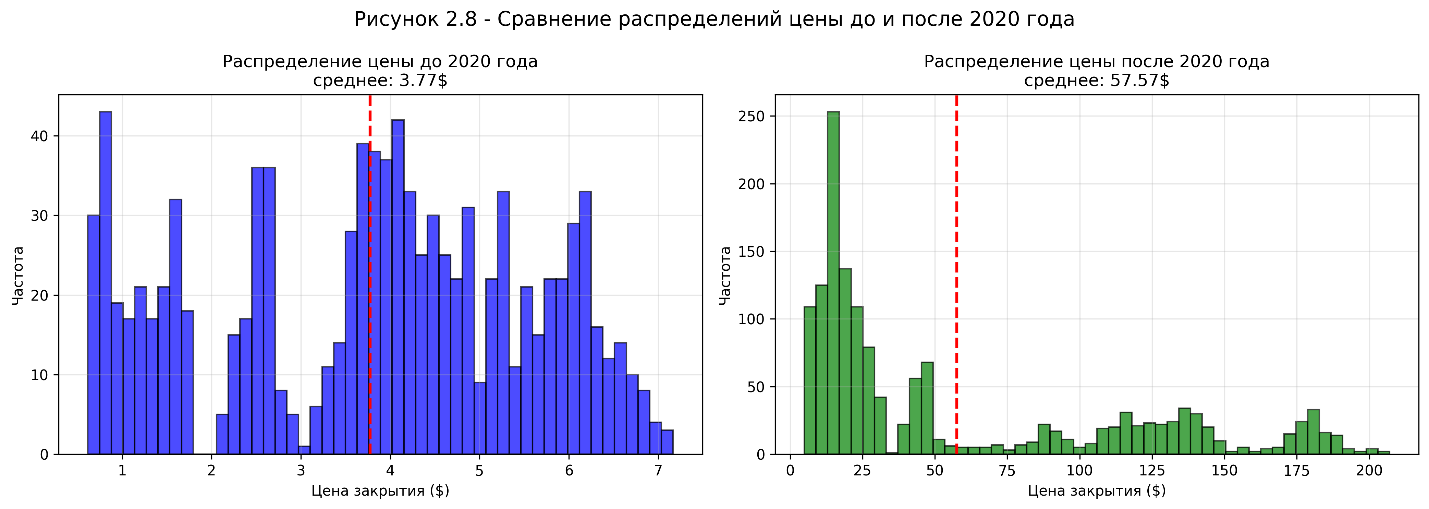 Рисунок 2.8 - Сравнение распределений цены до и после 2020 года
Распределение цены до 2020 года
среднее: 3.77$
Частота
40
30
20
10
0
1 2 3 4 5 6 7
Цена закрытия ($)
Распределение цены после 2020 года
среднее: 57.57$
Частота
250
200
150
100
50
0
0 25 50 75 100 125 150 175 200
Цена закрытия ($)